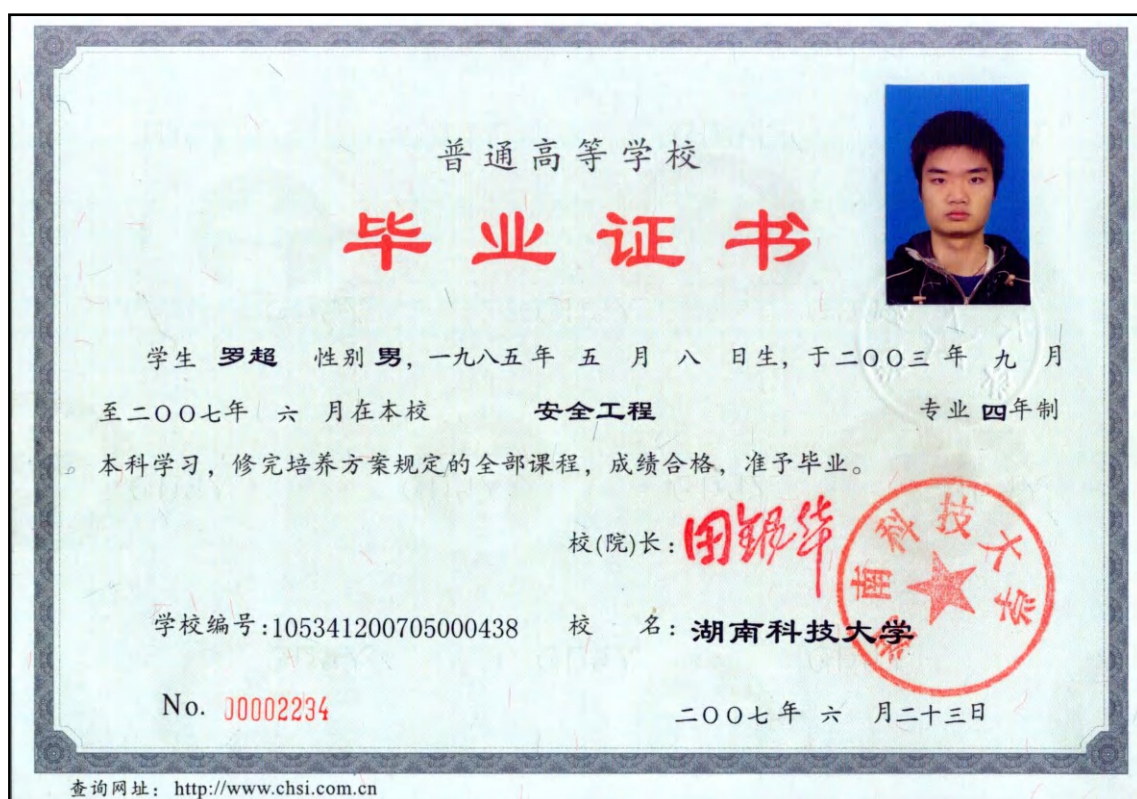 普通高等学校
毕业证书
学生 罗超 性别 男, 一九八五年 五 月 八 日生, 于二〇〇三 年 九 月
至二〇〇七年 六 月在本校 安全工程 专业 四年制
本科学习, 修完培养方案规定的全部课程, 成绩合格, 准予毕业。
校(院)长:
学校编号:105341200705000438 校 名: 湖南科技大学
湖南科技大学
No. 00002234
二〇〇七年 六 月二十三日
查询网址: http://www.chsi.com.cn